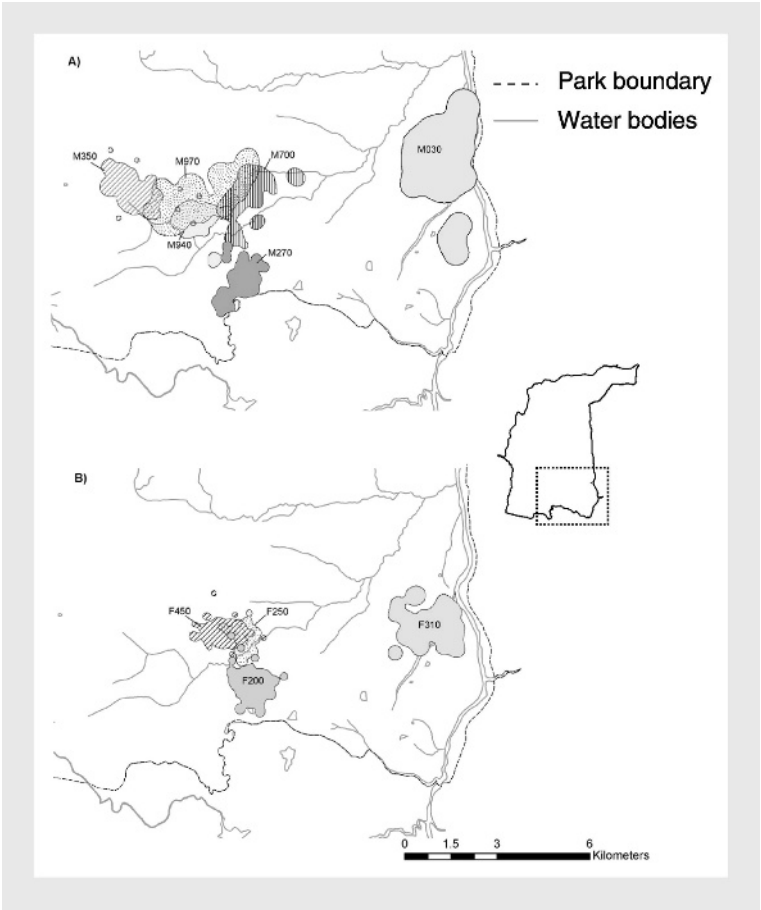 A)
Park boundary
Water bodies
M350
M970
M700
M030
M940
M270
B)
F450
F250
F310
F200
0 1.5 3 6
Kilometers